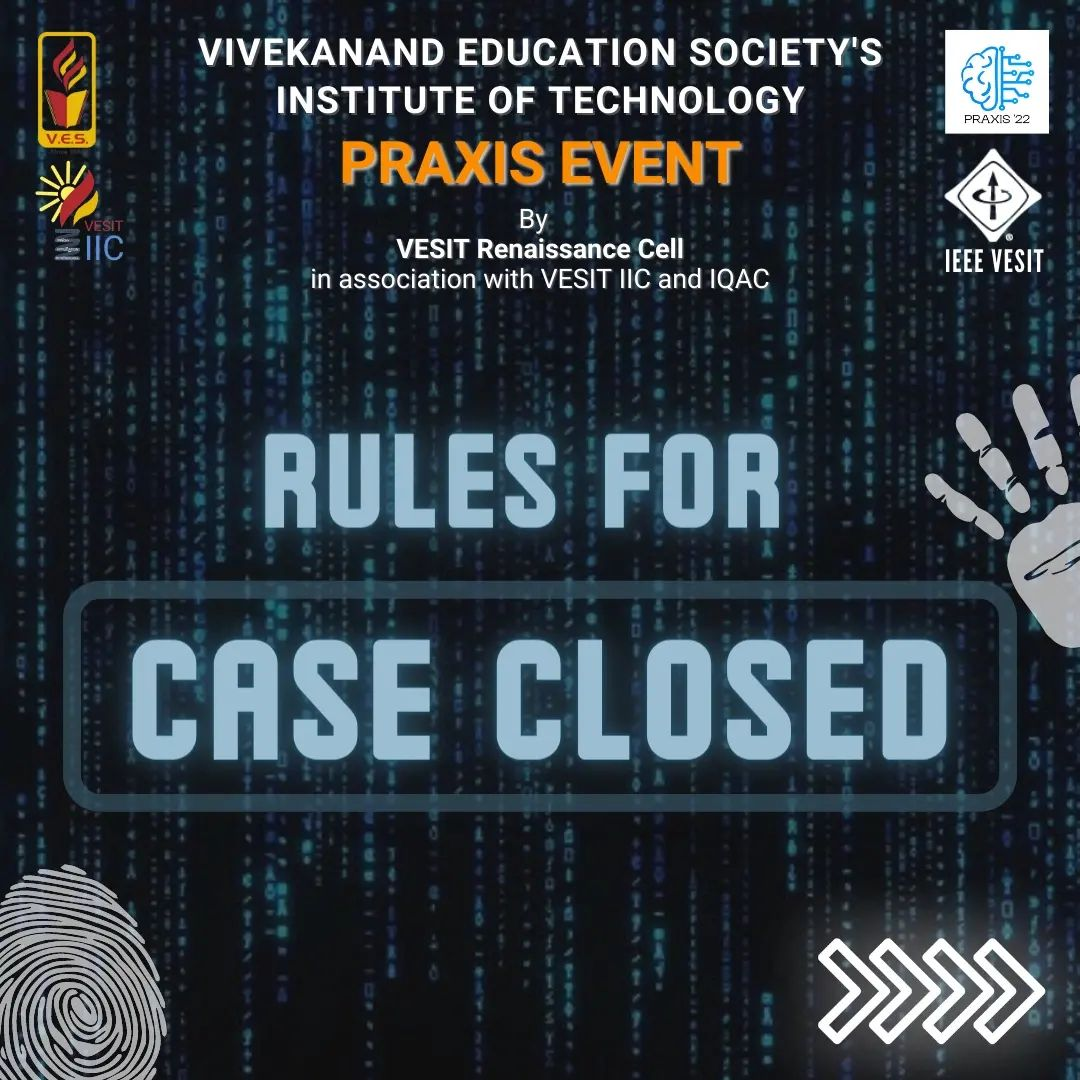 VIVEKANAND EDUCATION SOCIETY'S
INSTITUTE OF TECHNOLOGY
PRAXIS EVENT
By
VESIT Renaissance Cell
in association with VESIT IIC and IQAC
V.E.S.
VESIT
IIC
PRAXIS '22
IEEE VESIT
RULES FOR
CASE CLOSED